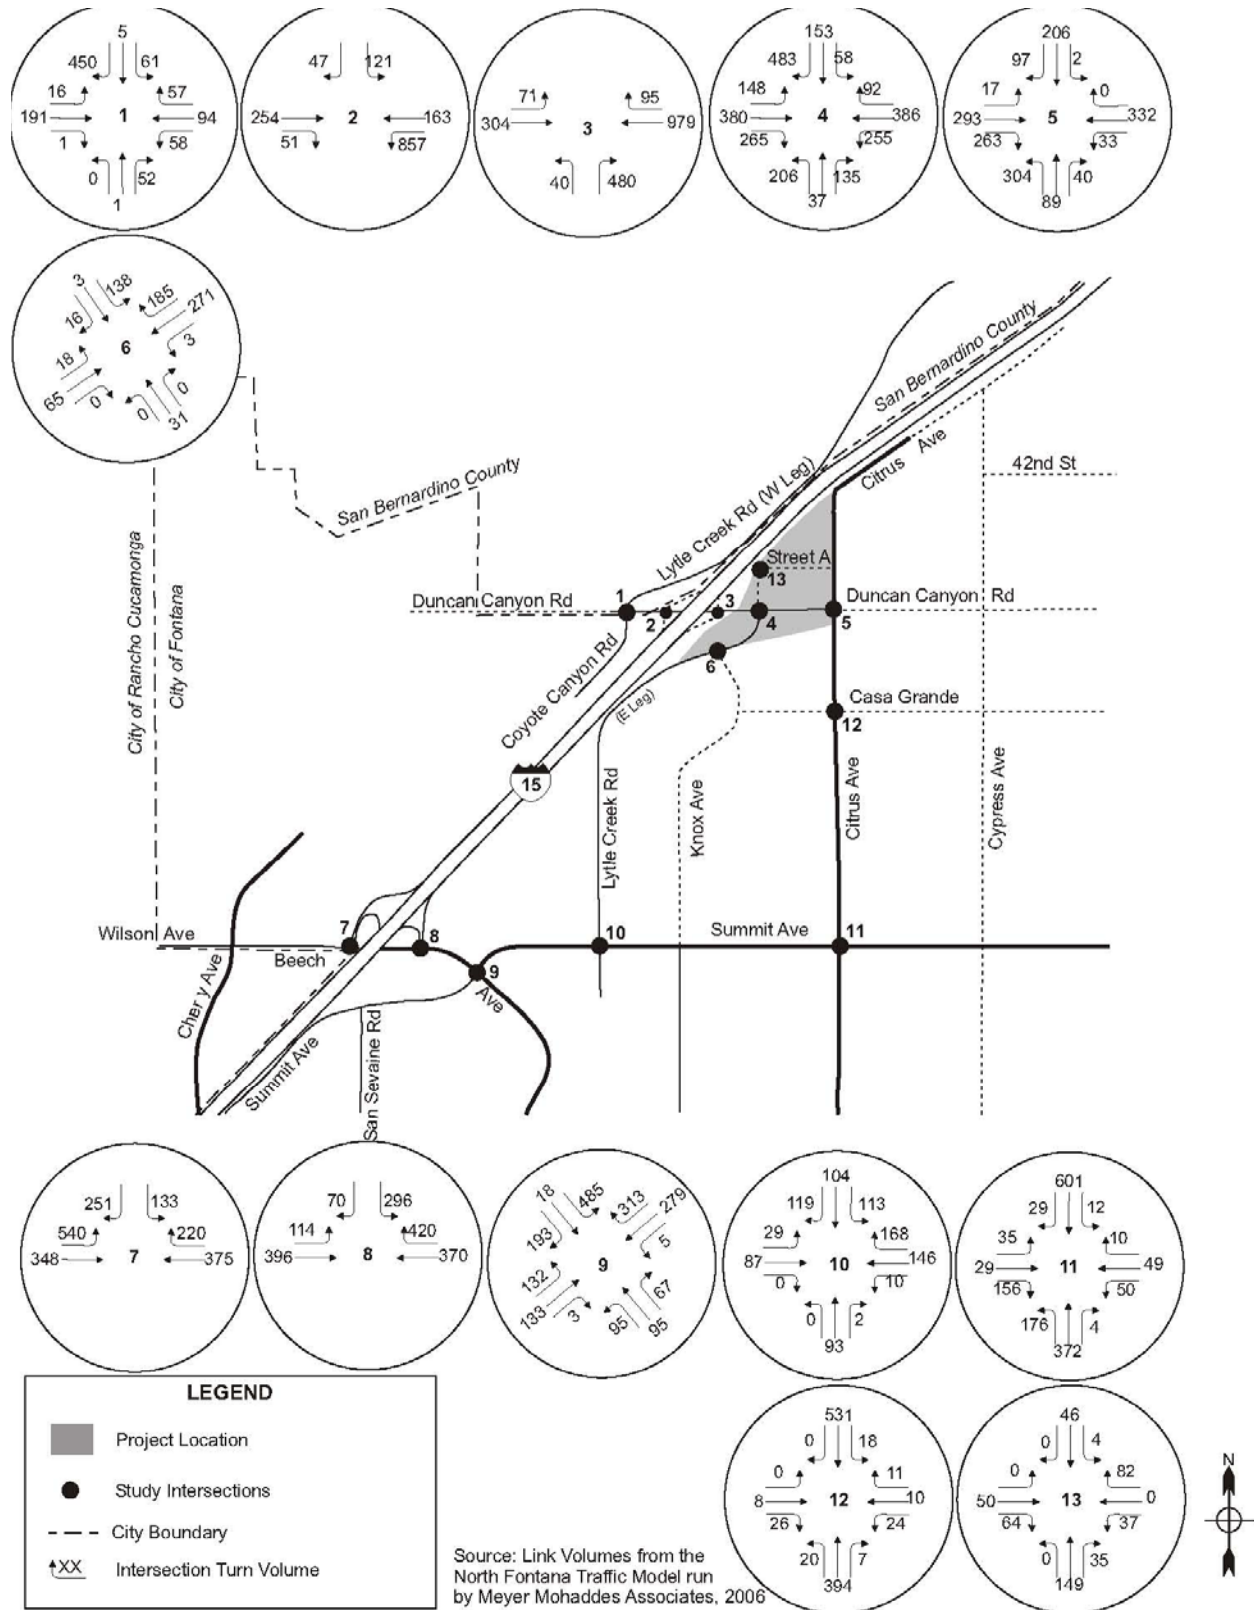 5
450 61
16 57
191 1 94
1 58
0 52
1
47 121
254 2 163
51 857
71 95
304 3 979
40 480
153
483 58
148 92
380 4 386
265 255
206 135
37
206
97 2
17 0
293 5 332
263 33
304 40
89
3 138 185 271
16 6 3
18
65 0 0 31 0
San Bernardino County
San Bernardino County
Citrus Ave
42nd St
Lytle Creek Rd (W Leg)
Street A
13
City of Rancho Cucamonga
City of Fontana
Duncan Canyon Rd
1
2
3
4
5
Duncan Canyon Rd
6
Coyote Canyon Rd
(E Leg)
Casa Grande
12
15
Lytle Creek Rd
Knox Ave
Citrus Ave
Cypress Ave
Wilson Ave
7
8
10
Summit Ave
11
Beech
9
Ave
Cher y Ave
Summit Ave
San Sevaine Rd
251 133
540 220
348 7 375
70 296
114 420
396 8 370
18 485 313 279
193 5
132 9 67
133 3 95 95
104
119 113
29 168
87 10 146
0 10
0 2
93
601
29 12
35 10
29 11 49
156 50
176 4
372
531
0 18
0 11
8 12 10
26 24
20 7
394
46
0 4
0 82
50 13 0
64 37
0 35
149
LEGEND
Project Location
Study Intersections
City Boundary
XX Intersection Turn Volume
Source: Link Volumes from the
North Fontana Traffic Model run
by Meyer Mohaddes Associates, 2006
N